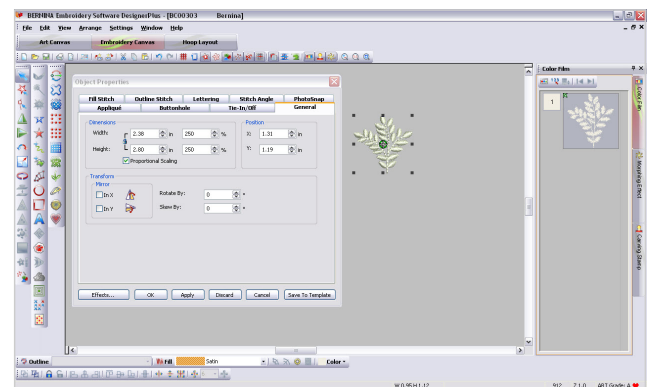 BERNINA Embroidery Software DesignerPlus - [BC00303 Bernina]
File Edit View Arrange Settings Window Help
Art Canvas Embroidery Canvas Hoop Layout
Color Film
Object Properties
Fill Stitch Outline Stitch Lettering Stitch Angle PhotoSnap
Appliqué Buttonhole Tie-In/Off General
Dimensions Position
Width: 2.38 in 250 % X: 1.31 in
Height: 2.80 in 250 % Y: 1.19 in
Proportional Scaling
Transform
Mirror
In X Rotate By: 0 °
In Y Skew By: 0 °
Effects... OK Apply Discard Cancel Save To Template
1
Color Film
Morphing Effect
Carving Stamp
Outline Fill Satin Color
W 0.95 H 1.12 912 Z 1.0 ART Grade: A